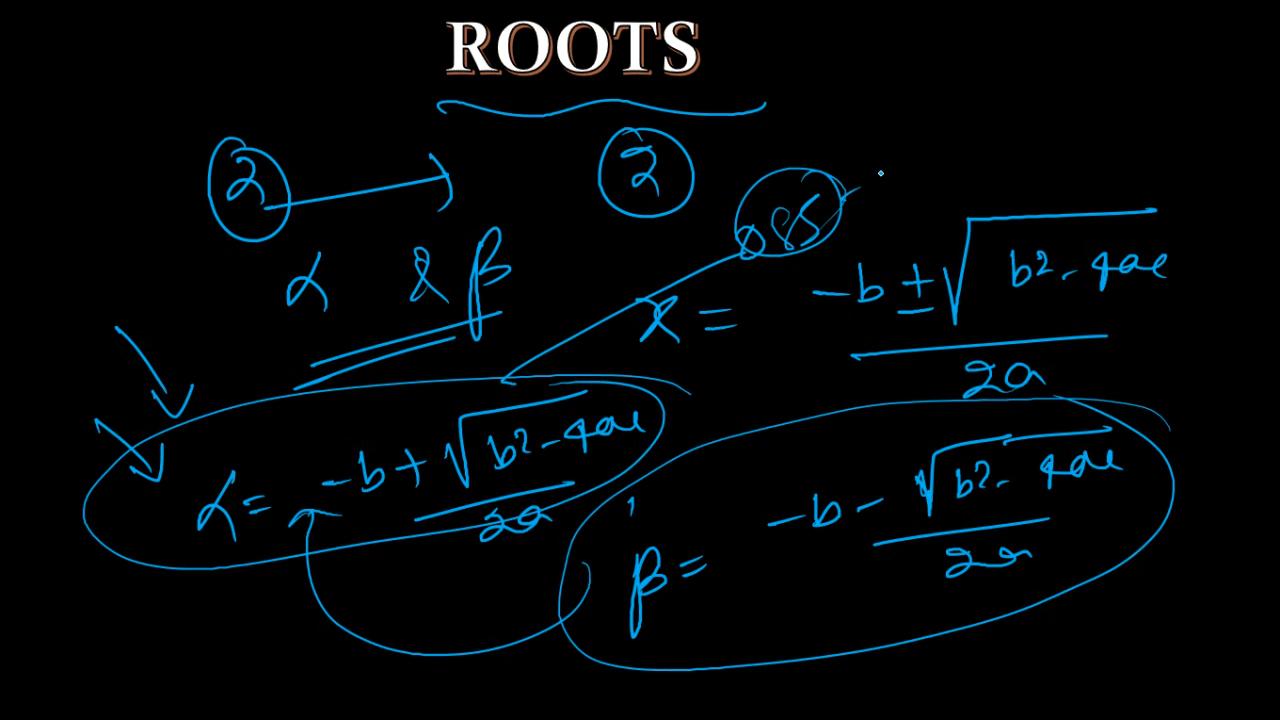 ROOTS
2 2
α & β
x = -b ± √b² - 4ac
2a
α = -b + √b² - 4ac
2a
β = -b - √b² - 4ac
2a